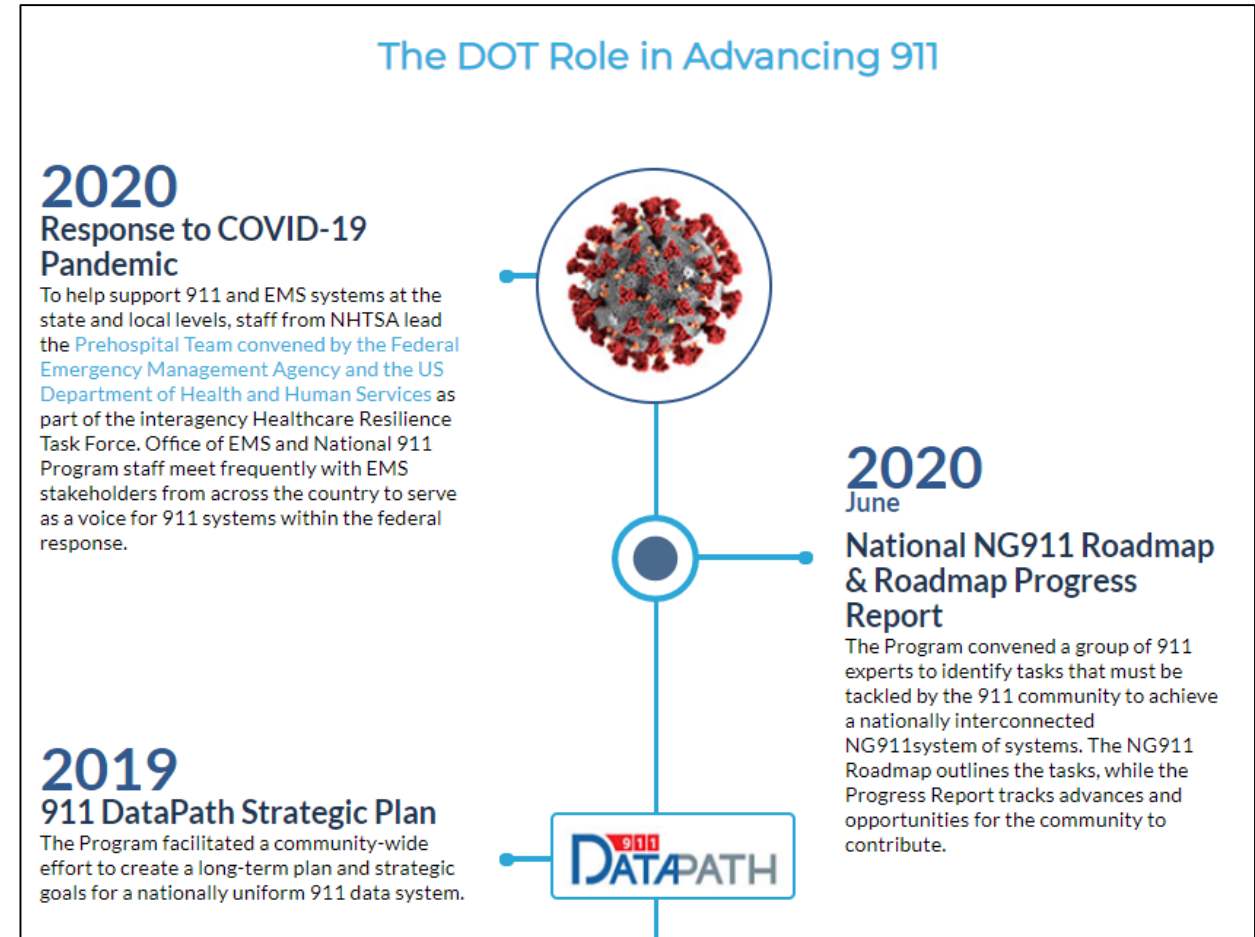 The DOT Role in Advancing 911
2020
Response to COVID-19
Pandemic
To help support 911 and EMS systems at the
state and local levels, staff from NHTSA lead
the Prehospital Team convened by the Federal
Emergency Management Agency and the US
Department of Health and Human Services as
part of the interagency Healthcare Resilience
Task Force. Office of EMS and National 911
Program staff meet frequently with EMS
stakeholders from across the country to serve
as a voice for 911 systems within the federal
response.
2020
June
National NG911 Roadmap
& Roadmap Progress
Report
The Program convened a group of 911
experts to identify tasks that must be
tackled by the 911 community to achieve
a nationally interconnected
NG911system of systems. The NG911
Roadmap outlines the tasks, while the
Progress Report tracks advances and
opportunities for the community to
contribute.
2019
911 DataPath Strategic Plan
The Program facilitated a community-wide
effort to create a long-term plan and strategic
goals for a nationally uniform 911 data system.
911
DATAPATH